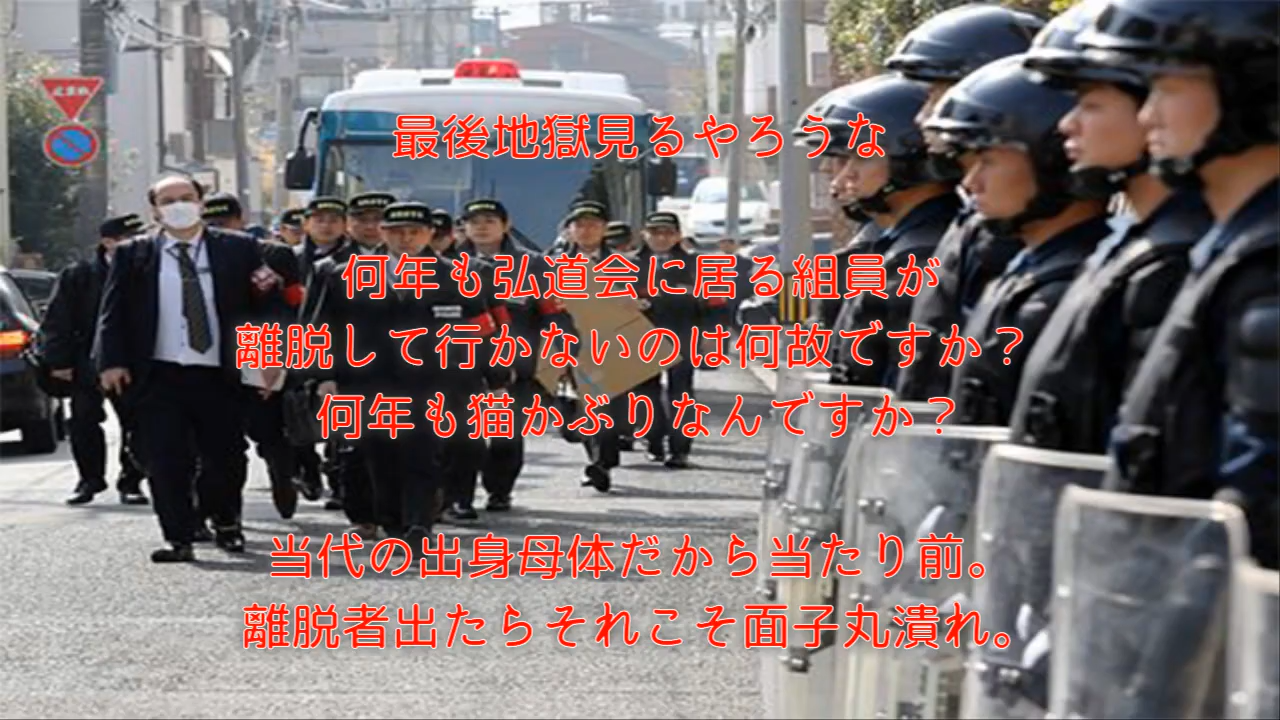 止まれ
最後地獄見るやろうな
何年も弘道会に居る組員が
離脱して行かないのは何故ですか？
何年も猫かぶりなんですか？
当代の出身母体だから当たり前。
離脱者出たらそれこそ面子丸潰れ。